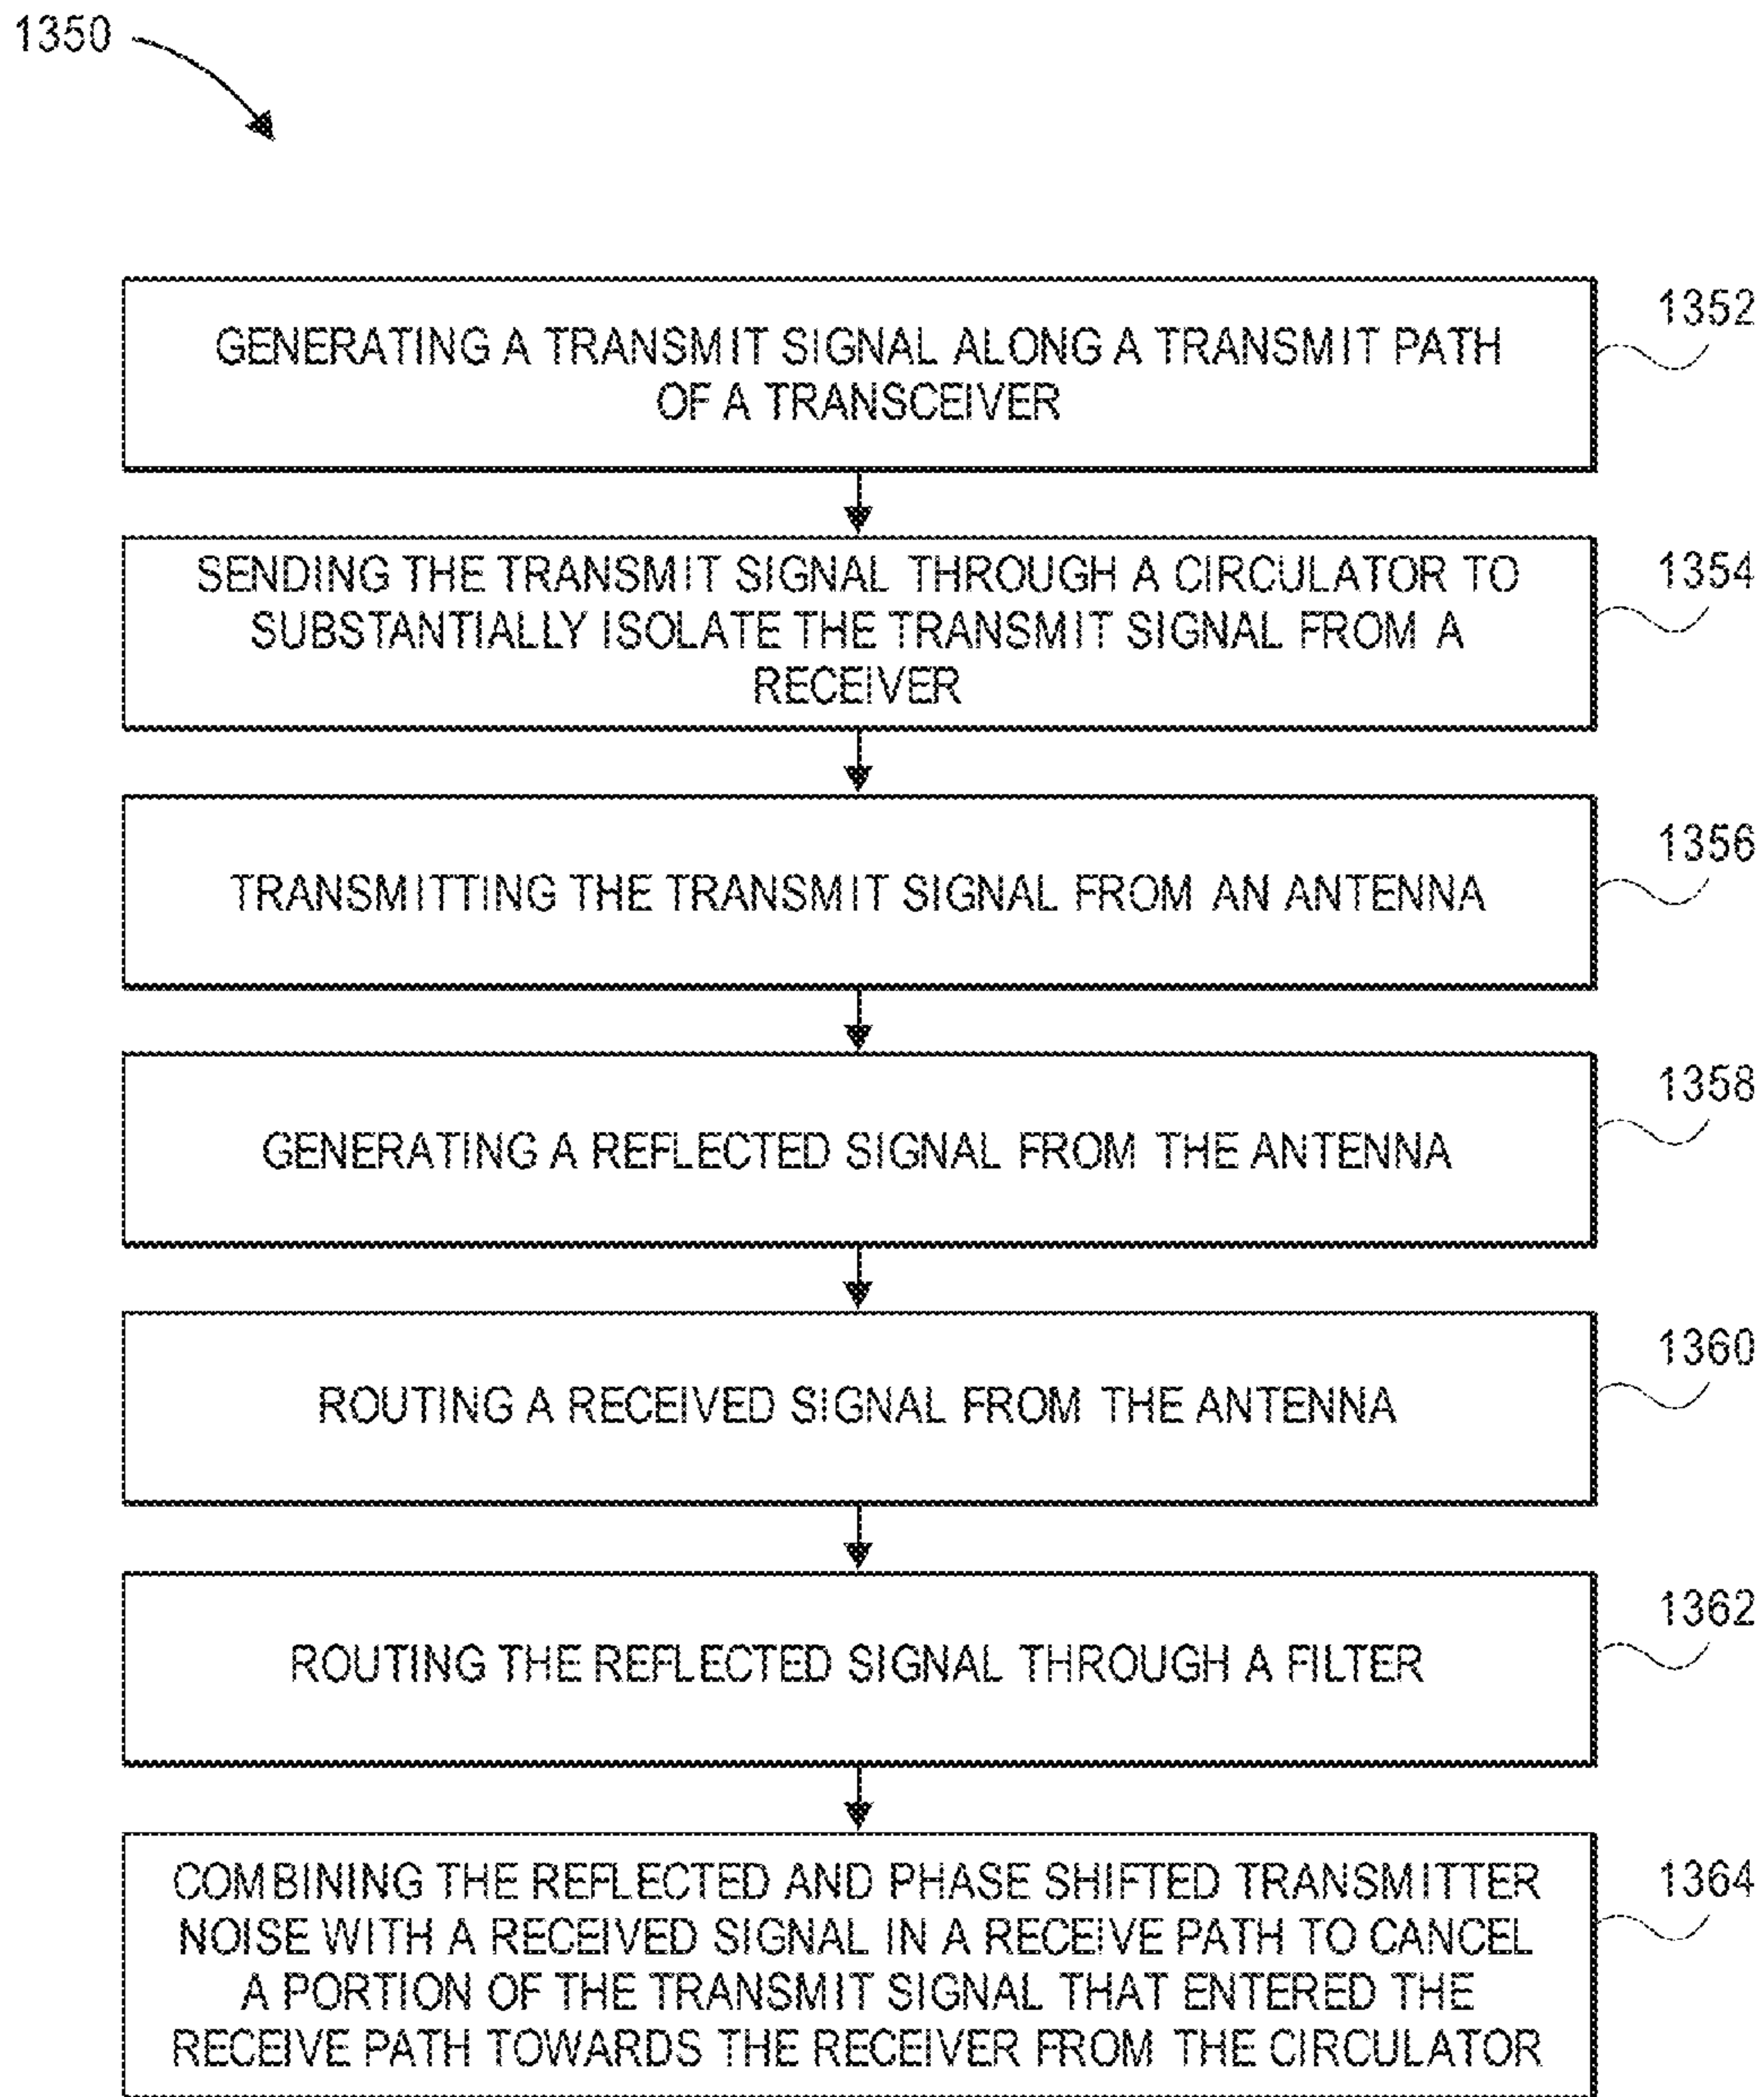 1350
GENERATING A TRANSMIT SIGNAL ALONG A TRANSMIT PATH
OF A TRANSCEIVER
1352
SENDING THE TRANSMIT SIGNAL THROUGH A CIRCULATOR TO
SUBSTANTIALLY ISOLATE THE TRANSMIT SIGNAL FROM A
RECEIVER
1354
TRANSMITTING THE TRANSMIT SIGNAL FROM AN ANTENNA
1356
GENERATING A REFLECTED SIGNAL FROM THE ANTENNA
1358
ROUTING A RECEIVED SIGNAL FROM THE ANTENNA
1360
ROUTING THE REFLECTED SIGNAL THROUGH A FILTER
1362
COMBINING THE REFLECTED AND PHASE SHIFTED TRANSMITTER
NOISE WITH A RECEIVED SIGNAL IN A RECEIVE PATH TO CANCEL
A PORTION OF THE TRANSMIT SIGNAL THAT ENTERED THE
RECEIVE PATH TOWARDS THE RECEIVER FROM THE CIRCULATOR
1364